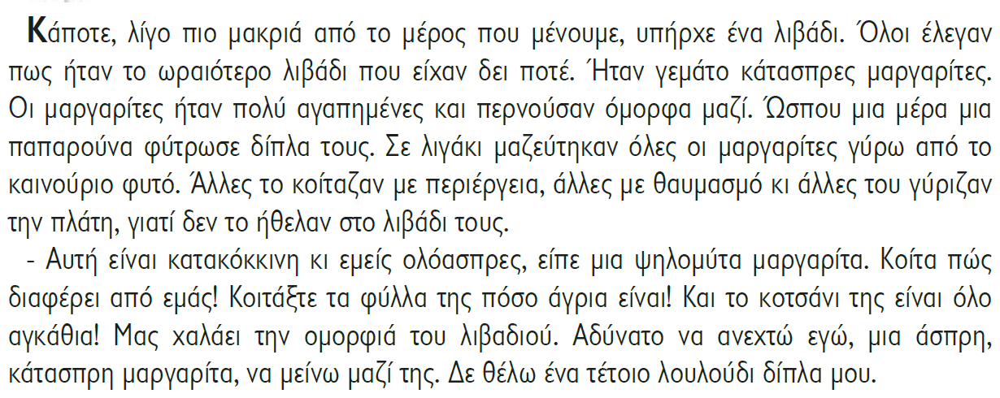 Κάποτε, λίγο πιο μακριά από το μέρος που μένουμε, υπήρχε ένα λιβάδι. Όλοι έλεγαν
πως ήταν το ωραιότερο λιβάδι που είχαν δει ποτέ. Ήταν γεμάτο κάτασπρες μαργαρίτες.
Οι μαργαρίτες ήταν πολύ αγαπημένες και περνούσαν όμορφα μαζί. Ώσπου μια μέρα μια
παπαρούνα φύτρωσε δίπλα τους. Σε λιγάκι μαζεύτηκαν όλες οι μαργαρίτες γύρω από το
καινούριο φυτό. Άλλες το κοίταζαν με περιέργεια, άλλες με θαυμασμό κι άλλες του γύριζαν
την πλάτη, γιατί δεν το ήθελαν στο λιβάδι τους.
- Αυτή είναι κατακόκκινη κι εμείς ολόασπρες, είπε μια ψηλομύτα μαργαρίτα. Κοίτα πώς
διαφέρει από εμάς! Κοιτάξτε τα φύλλα της πόσο άγρια είναι! Και το κοτσάνι της είναι όλο
αγκάθια! Μας χαλάει την ομορφιά του λιβαδιού. Αδύνατο να ανεχτώ εγώ, μια άσπρη,
κάτασπρη μαργαρίτα, να μείνω μαζί της. Δε θέλω ένα τέτοιο λουλούδι δίπλα μου.